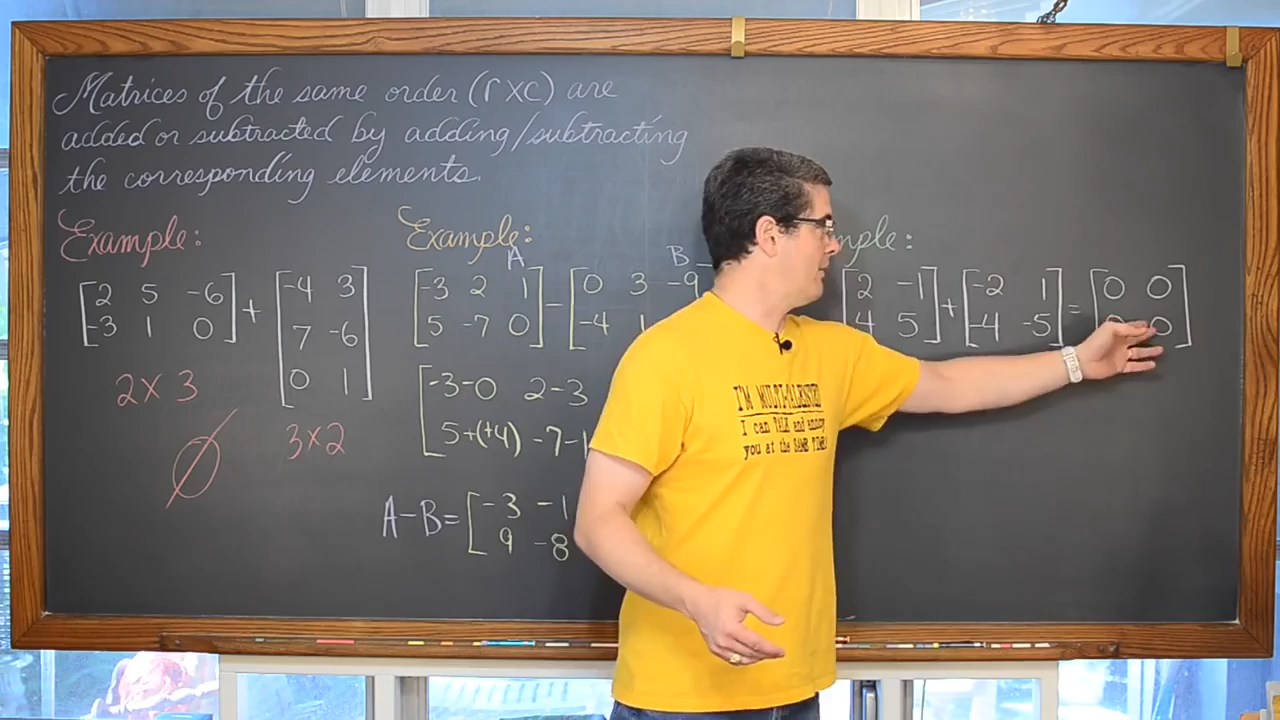 Matrices of the same order (r x c) are
added or subtracted by adding/subtracting
the corresponding elements.
Example:
[2 5 -6] + [-4 3]
[-3 1 0] [7 -6]
[0 1]
2 x 3
3 x 2
∅
Example:
A B
[-3 2 1] - [0 3 -9
[5 -7 0] [-4 1
[-3-0 2-3
[5+(+4) -7-1
A-B = [-3 -1
[9 -8
mple:
[2 -1] + [-2 1] = [0 0]
[4 5] [-4 -5] [0 0]
I'M MULTI-TALENTED
I can TALK and annoy
you at the SAME TIME!